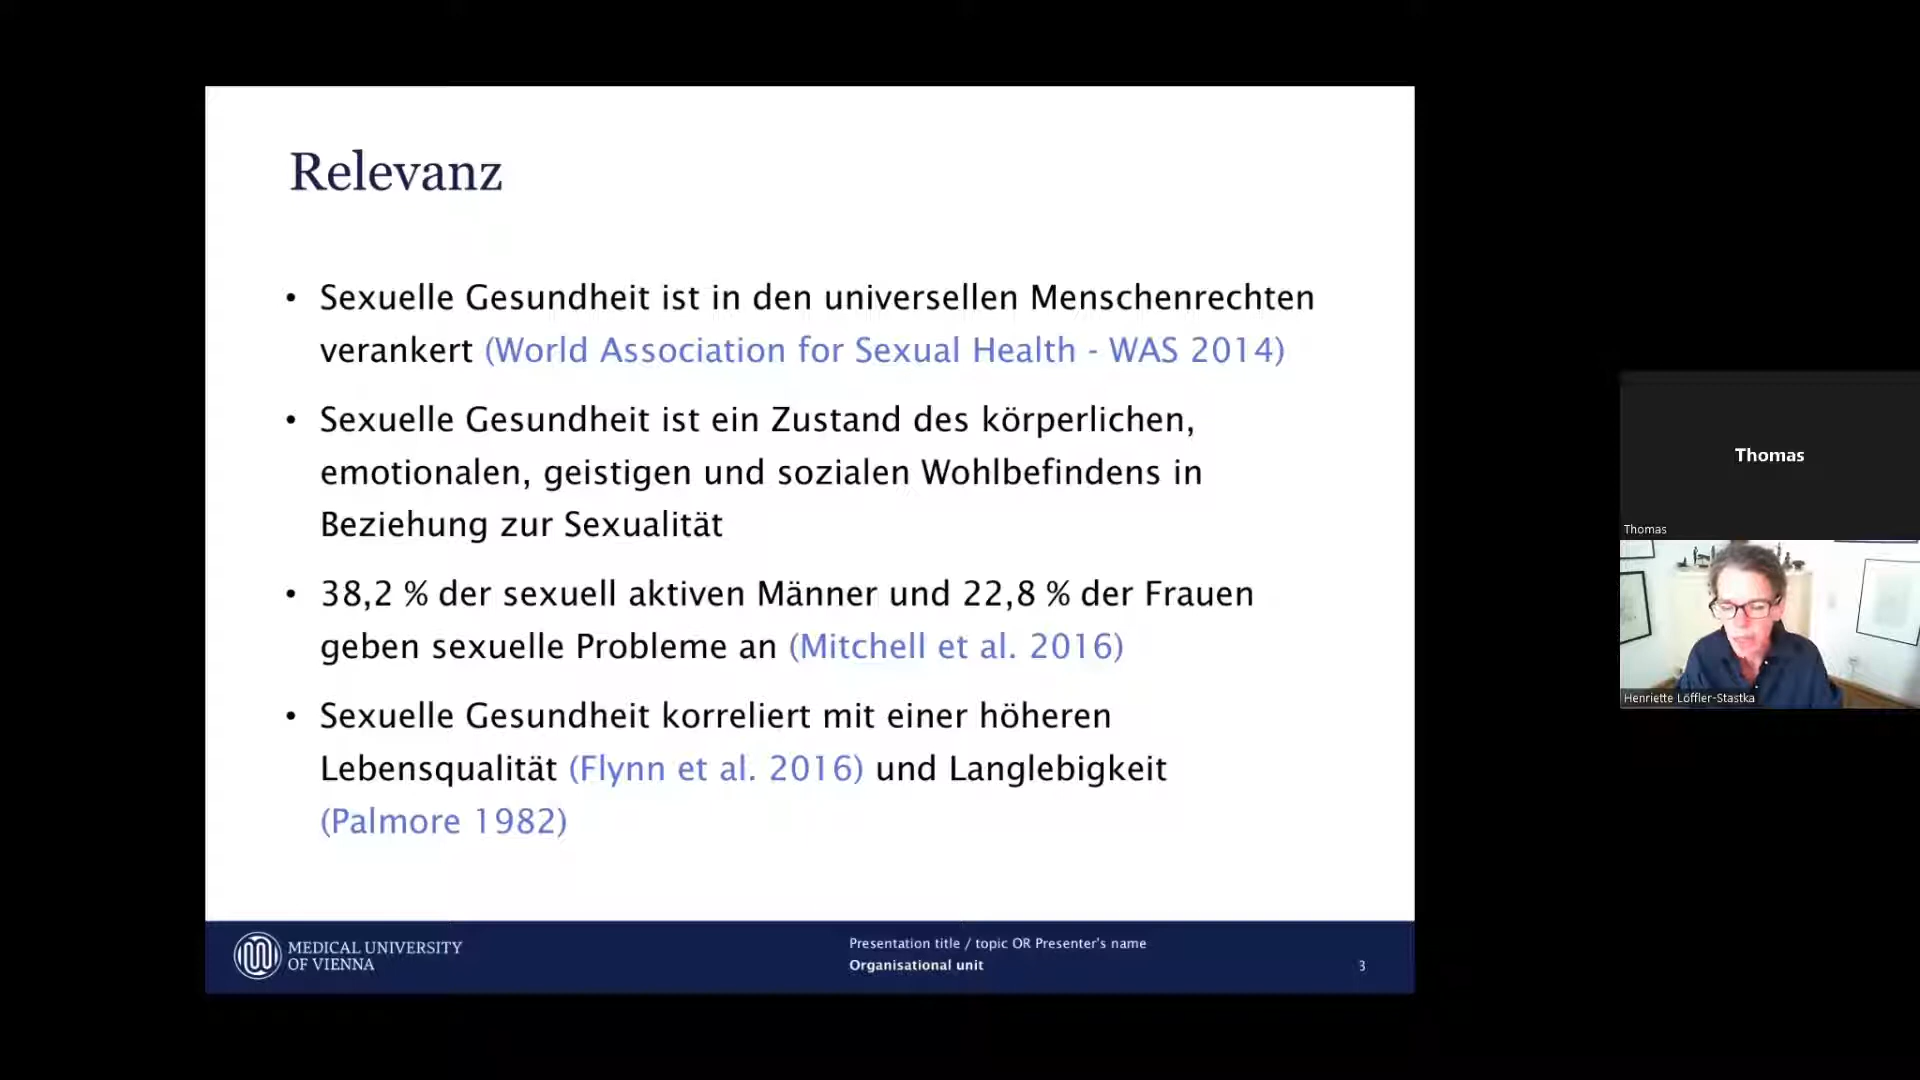 Relevanz
• Sexuelle Gesundheit ist in den universellen Menschenrechten
verankert (World Association for Sexual Health - WAS 2014)
• Sexuelle Gesundheit ist ein Zustand des körperlichen,
emotionalen, geistigen und sozialen Wohlbefindens in
Beziehung zur Sexualität
• 38,2 % der sexuell aktiven Männer und 22,8 % der Frauen
geben sexuelle Probleme an (Mitchell et al. 2016)
• Sexuelle Gesundheit korreliert mit einer höheren
Lebensqualität (Flynn et al. 2016) und Langlebigkeit
(Palmore 1982)
MEDICAL UNIVERSITY
OF VIENNA
Presentation title / topic OR Presenter's name
Organisational unit
3
Thomas
Thomas
Henriette Löffler-Stastka